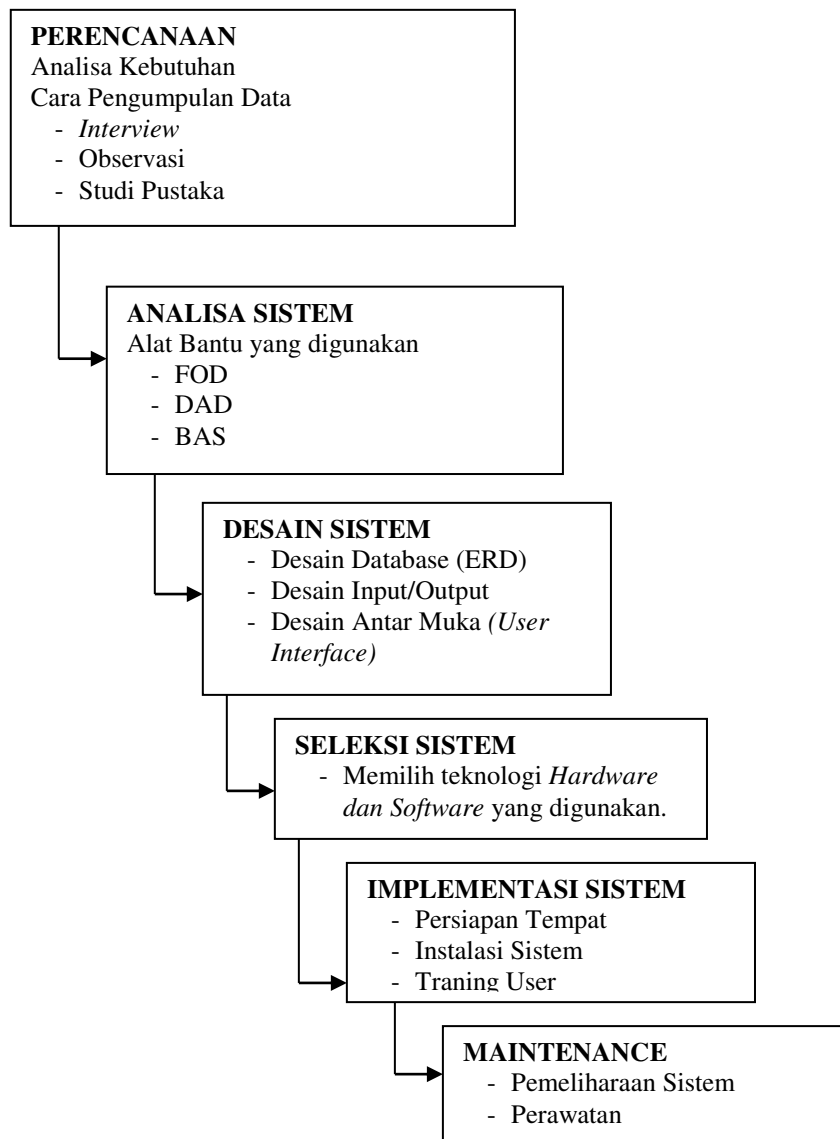 PERENCANAAN
Analisa Kebutuhan
Cara Pengumpulan Data
- Interview
- Observasi
- Studi Pustaka
ANALISA SISTEM
Alat Bantu yang digunakan
- FOD
- DAD
- BAS
DESAIN SISTEM
- Desain Database (ERD)
- Desain Input/Output
- Desain Antar Muka (User
Interface)
SELEKSI SISTEM
- Memilih teknologi Hardware
dan Software yang digunakan.
IMPLEMENTASI SISTEM
- Persiapan Tempat
- Instalasi Sistem
- Traning User
MAINTENANCE
- Pemeliharaan Sistem
- Perawatan